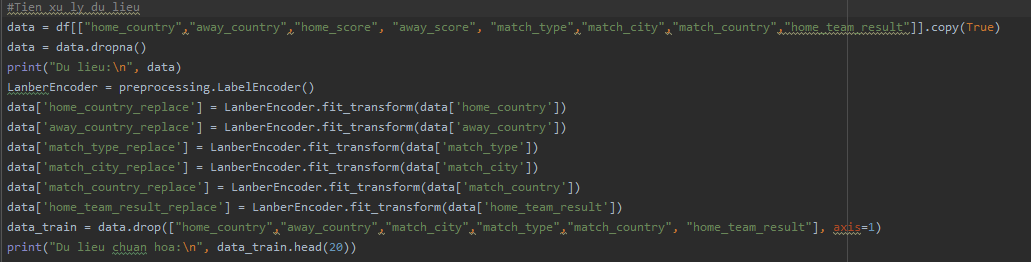 #Tien xu ly du lieu
data = df[["home_country","away_country","home_score", "away_score", "match_type","match_city","match_country","home_team_result"]].copy(True)
data = data.dropna()
print("Du lieu:\n", data)
LanberEncoder = preprocessing.LabelEncoder()
data['home_country_replace'] = LanberEncoder.fit_transform(data['home_country'])
data['away_country_replace'] = LanberEncoder.fit_transform(data['away_country'])
data['match_type_replace'] = LanberEncoder.fit_transform(data['match_type'])
data['match_city_replace'] = LanberEncoder.fit_transform(data['match_city'])
data['match_country_replace'] = LanberEncoder.fit_transform(data['match_country'])
data['home_team_result_replace'] = LanberEncoder.fit_transform(data['home_team_result'])
data_train = data.drop(["home_country","away_country","match_city","match_type","match_country", "home_team_result"], axis=1)
print("Du lieu chuan hoa:\n", data_train.head(20))